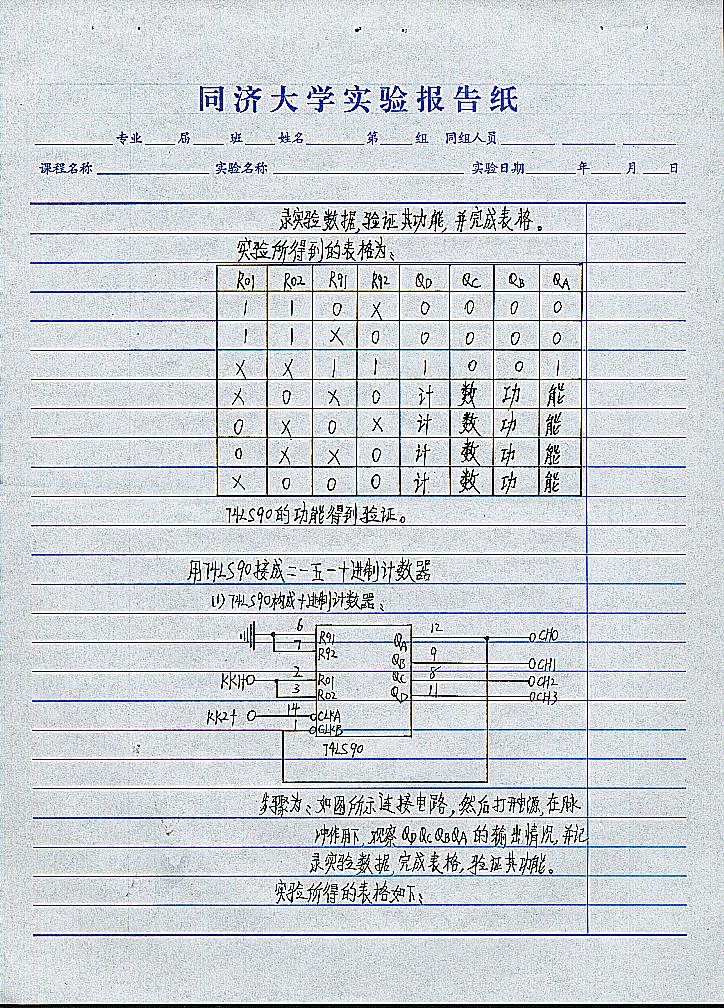 同济大学实验报告纸
专业 届 班 姓名 第 组 同组人员
课程名称 实验名称 实验日期 年 月 日
录实验数据,验证其功能,并完成表格。
实验所得到的表格为:
R01 R02 R91 R92 QD QC QB QA
1 1 0 X 0 0 0 0
1 1 X 0 0 0 0 0
X X 1 1 1 0 0 1
X 0 X 0 计 数 功 能
0 X 0 X 计 数 功 能
0 X X 0 计 数 功 能
X 0 0 0 计 数 功 能
74LS90的功能得到验证。
用74LS90接成二-五-十进制计数器
(1) 74LS90构成十进制计数器:
6 R91 QA 12 CH0
7 R92 QB 9 CH1
KK1 2 R01 QC 8 CH2
3 R02 QD 11 CH3
KK2↑ 14 CLKA
1 CLKB
74LS90
步骤为:如图所示连接电路,然后打开电源,在脉
冲作用下,观察QDQCQBQA的输出情况,并记
录实验数据,完成表格,验证其功能。
实验所得的表格如下: